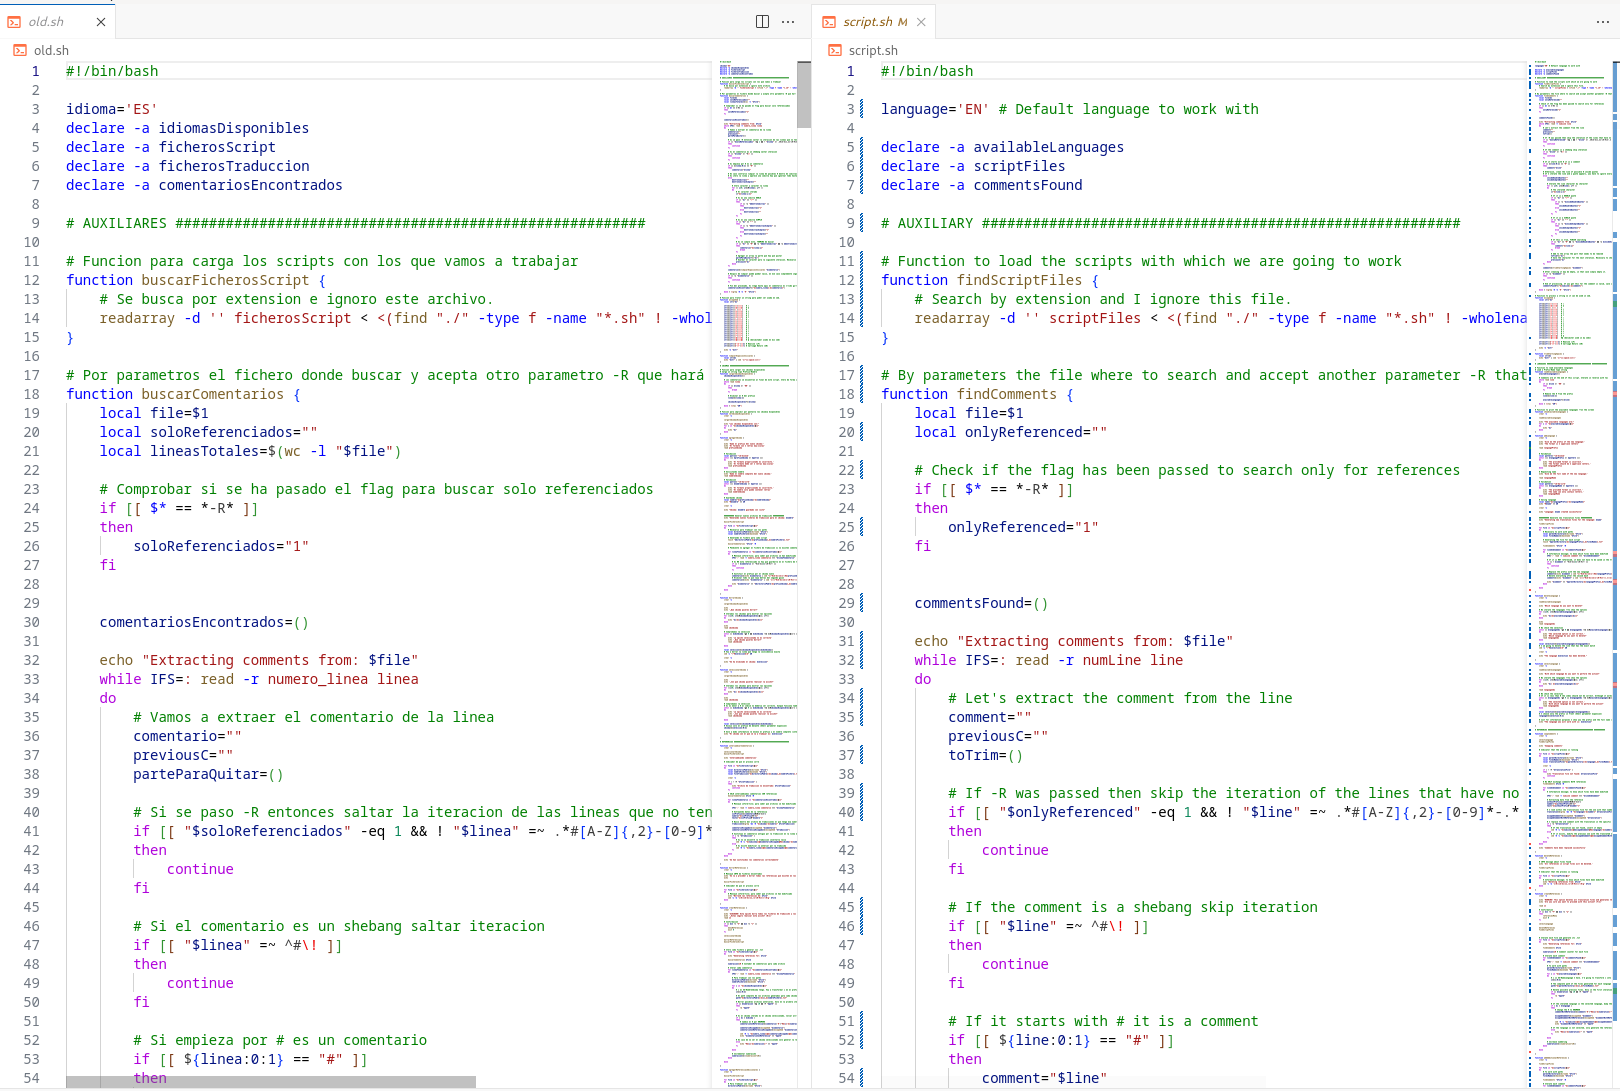 old.sh
script.sh M
old.sh
1 #!/bin/bash
2
3 idioma='ES'
4 declare -a idiomasDisponibles
5 declare -a ficherosScript
6 declare -a ficherosTraduccion
7 declare -a comentariosEncontrados
8
9 # AUXILIARES ########################################################
10
11 # Funcion para carga los scripts con los que vamos a trabajar
12 function buscarFicherosScript {
13 # Se busca por extension e ignoro este archivo.
14 readarray -d '' ficherosScript < <(find "./" -type f -name "*.sh" ! -whol
15 }
16
17 # Por parametros el fichero donde buscar y acepta otro parametro -R que hará
18 function buscarComentarios {
19 local file=$1
20 local soloReferenciados=""
21 local lineasTotales=$(wc -l "$file")
22
23 # Comprobar si se ha pasado el flag para buscar solo referenciados
24 if [[ $* == *-R* ]]
25 then
26 soloReferenciados="1"
27 fi
28
29
30 comentariosEncontrados=()
31
32 echo "Extracting comments from: $file"
33 while IFS=: read -r numero_linea linea
34 do
35 # Vamos a extraer el comentario de la linea
36 comentario=""
37 previousC=""
38 parteParaQuitar=()
39
40 # Si se paso -R entonces saltar la iteracion de las lineas que no ten
41 if [[ "$soloReferenciados" -eq 1 && ! "$linea" =~ .*#[A-Z]{,2}-[0-9]*
42 then
43 continue
44 fi
45
46 # Si el comentario es un shebang saltar iteracion
47 if [[ "$linea" =~ ^#\! ]]
48 then
49 continue
50 fi
51
52 # Si empieza por # es un comentario
53 if [[ ${linea:0:1} == "#" ]]
54 then
script.sh
1 #!/bin/bash
2
3 language='EN' # Default language to work with
4
5 declare -a availableLanguages
6 declare -a scriptFiles
7 declare -a commentsFound
8
9 # AUXILIARY #########################################################
10
11 # Function to load the scripts with which we are going to work
12 function findScriptFiles {
13 # Search by extension and I ignore this file.
14 readarray -d '' scriptFiles < <(find "./" -type f -name "*.sh" ! -wholena
15 }
16
17 # By parameters the file where to search and accept another parameter -R that
18 function findComments {
19 local file=$1
20 local onlyReferenced=""
21
22 # Check if the flag has been passed to search only for references
23 if [[ $* == *-R* ]]
24 then
25 onlyReferenced="1"
26 fi
27
28
29 commentsFound=()
30
31 echo "Extracting comments from: $file"
32 while IFS=: read -r numLine line
33 do
34 # Let's extract the comment from the line
35 comment=""
36 previousC=""
37 toTrim=()
38
39 # If -R was passed then skip the iteration of the lines that have no
40 if [[ "$onlyReferenced" -eq 1 && ! "$line" =~ .*#[A-Z]{,2}-[0-9]*-.*
41 then
42 continue
43 fi
44
45 # If the comment is a shebang skip iteration
46 if [[ "$line" =~ ^#\! ]]
47 then
48 continue
49 fi
50
51 # If it starts with # it is a comment
52 if [[ ${line:0:1} == "#" ]]
53 then
54 comment="$line"